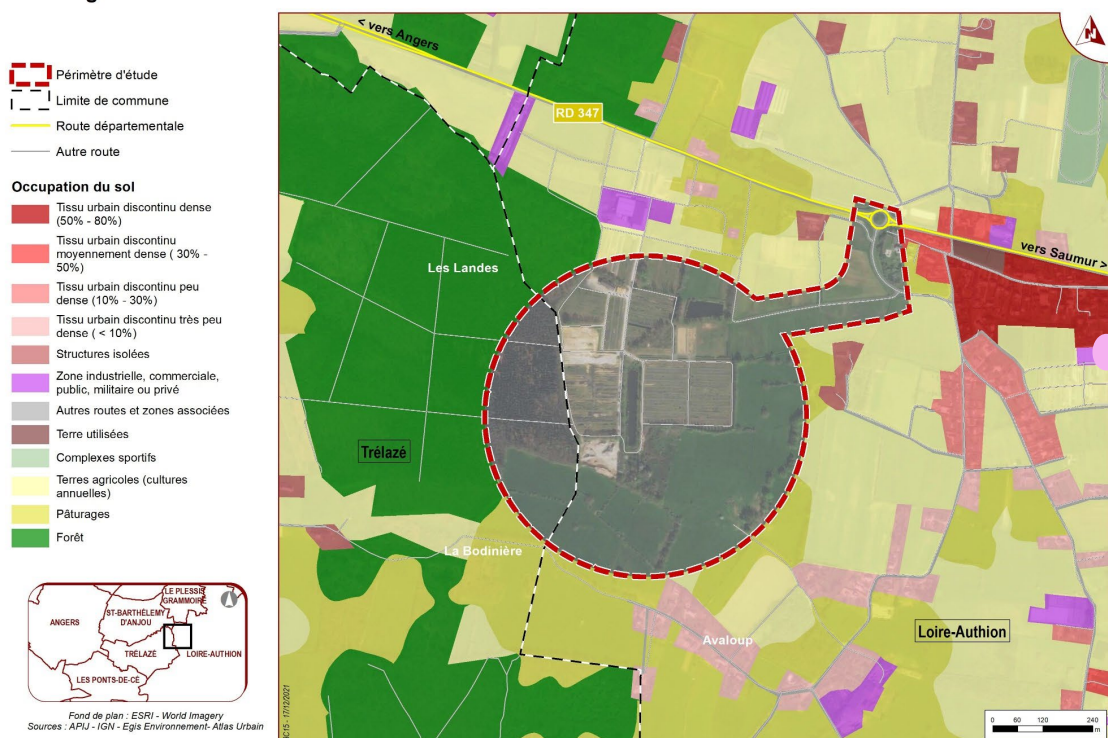 Périmètre d'étude
Limite de commune
Route départementale
Autre route
Occupation du sol
Tissu urbain discontinu dense
(50% - 80%)
Tissu urbain discontinu
moyennement dense ( 30% -
50%)
Tissu urbain discontinu peu
dense (10% - 30%)
Tissu urbain discontinu très peu
dense ( < 10%)
Structures isolées
Zone industrielle, commerciale,
public, militaire ou privé
Autres routes et zones associées
Terre utilisées
Complexes sportifs
Terres agricoles (cultures
annuelles)
Pâturages
Forêt
LE PLESSIS
GRAMMOIRE
ST-BARTHÉLEMY
D'ANJOU
ANGERS
TRÉLAZÉ
LOIRE-AUTHION
LES PONTS-DE-CÉ
Fond de plan : ESRI - World Imagery
Sources : APIJ - IGN - Egis Environnement- Atlas Urbain
< vers Angers
N
RD 347
vers Saumur >
Les Landes
Trélazé
La Bodinière
Avaloup
Loire-Authion
17/12/2021
0 60 120 240
m